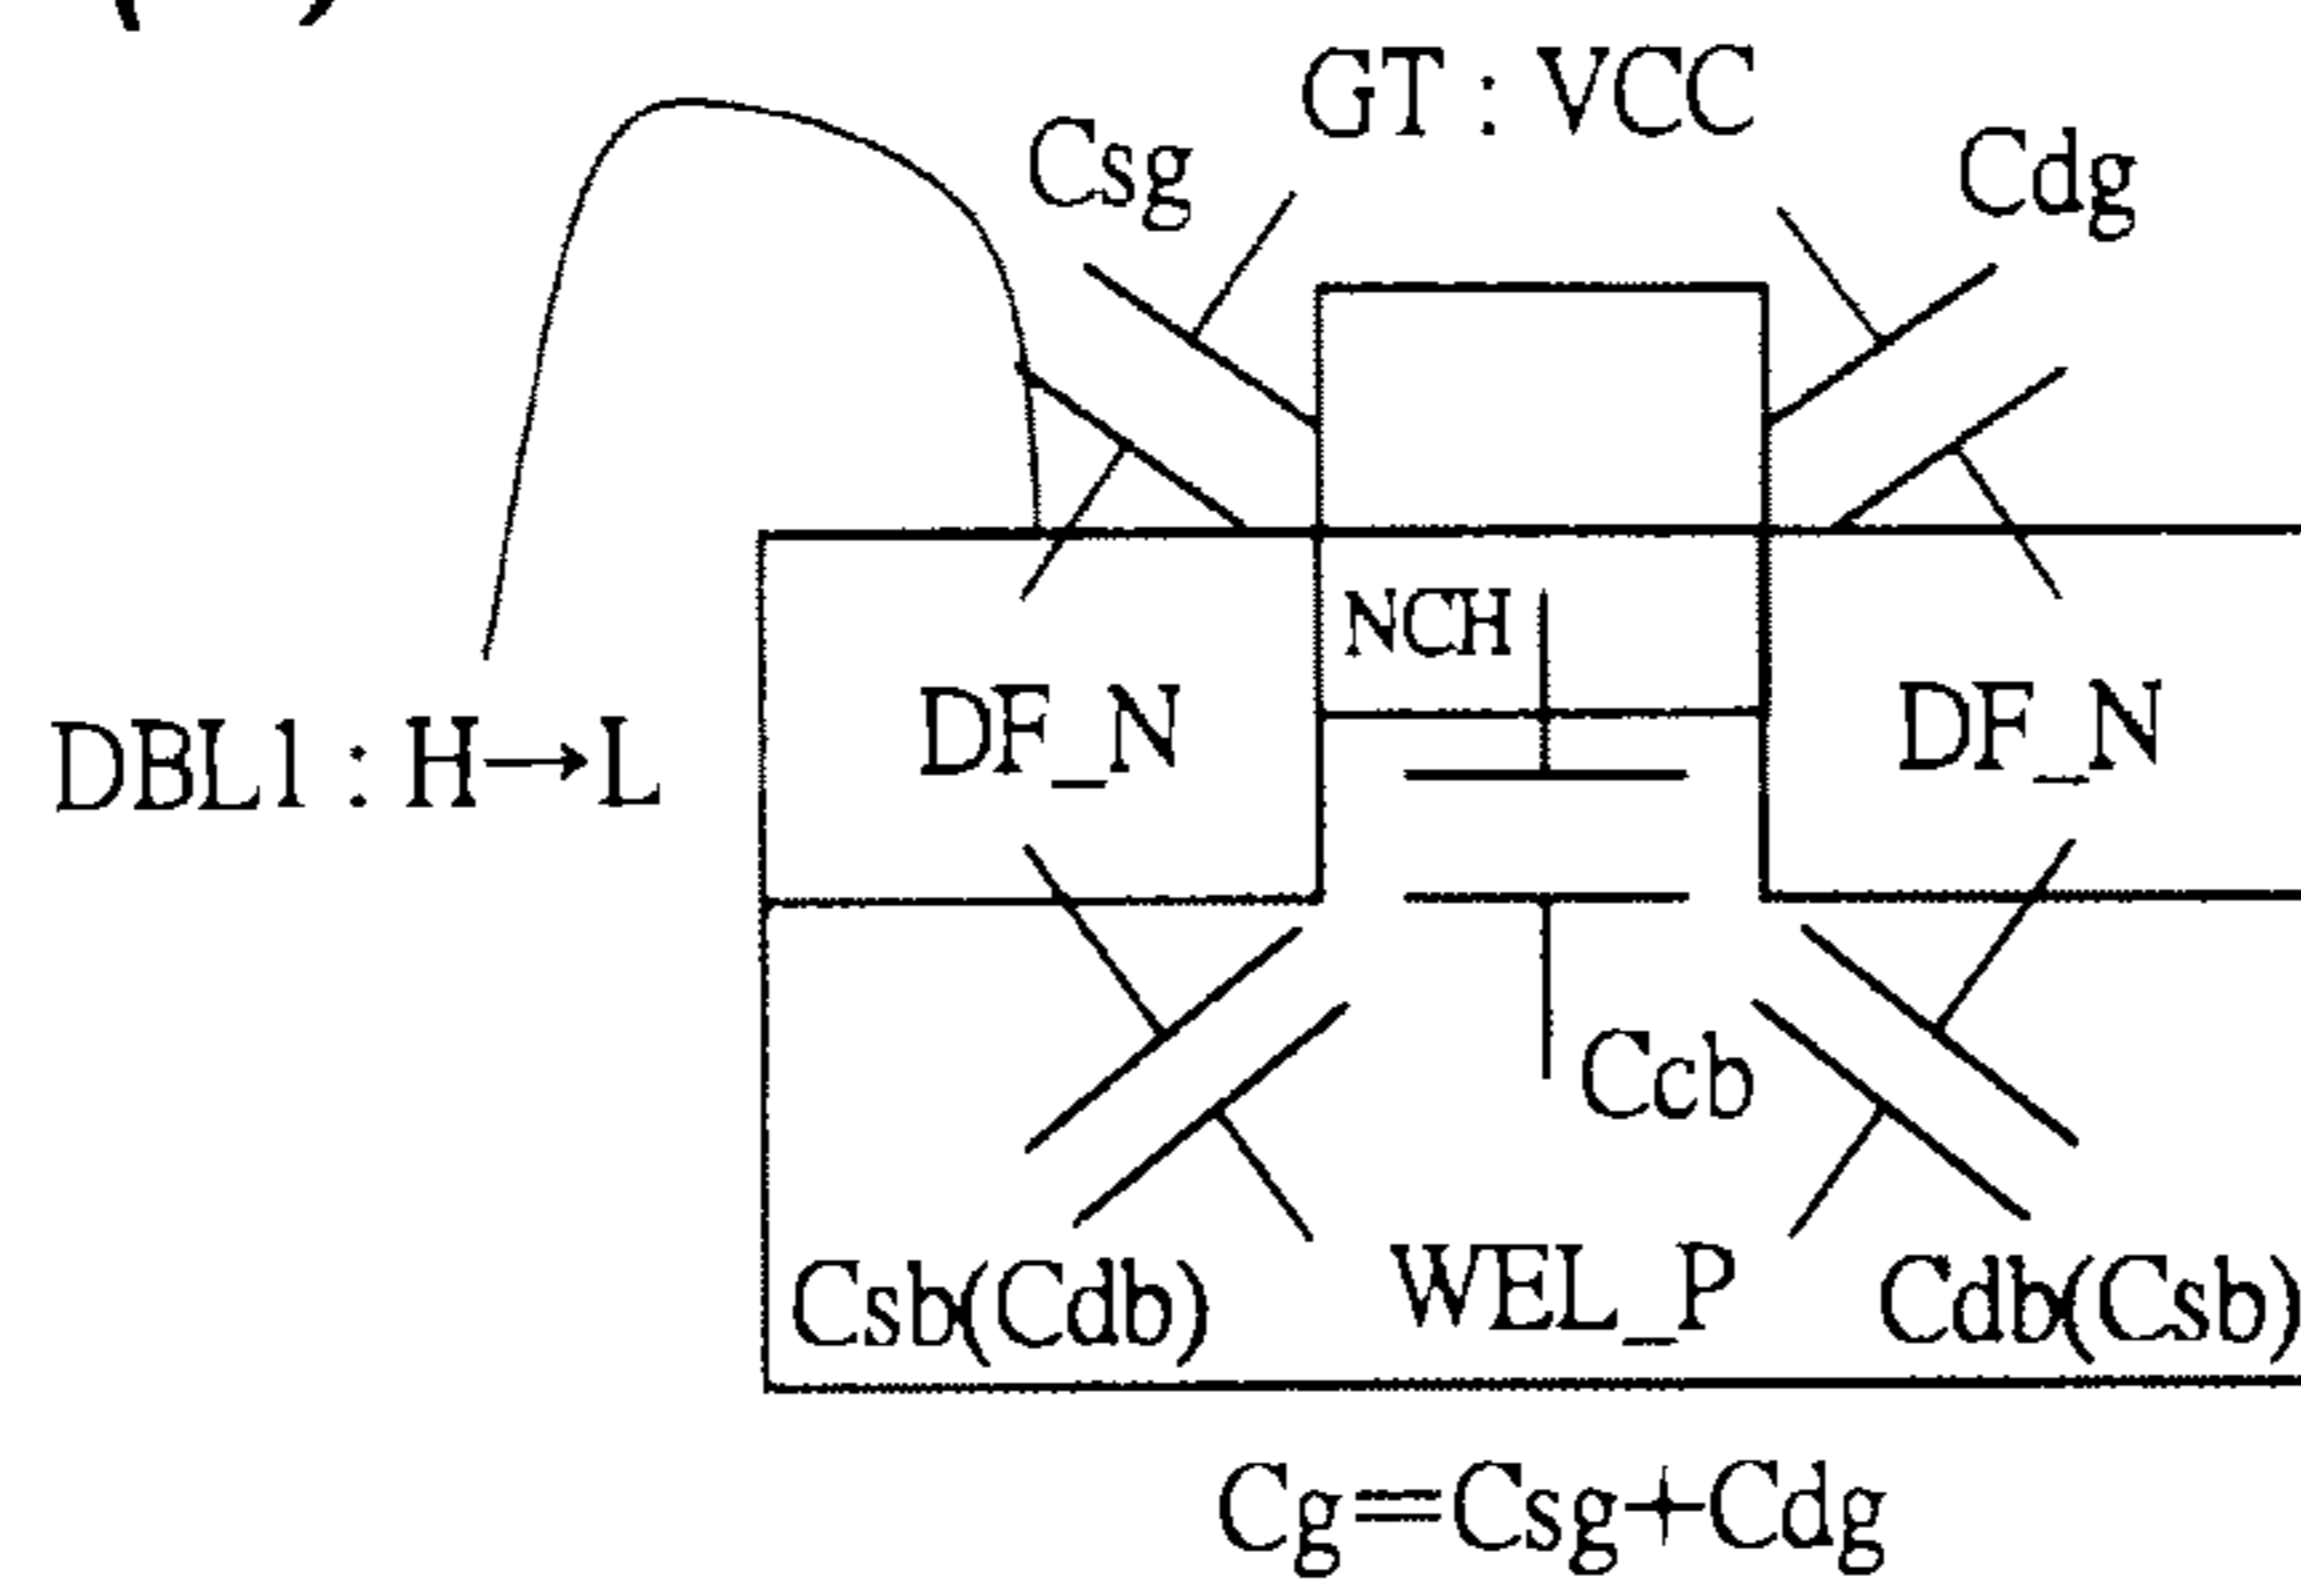 GT : VCC
Csg
Cdg
NCH
DF_N
DF_N
DBL1 : H→L
Ccb
Csb(Cdb)
WEL_P
Cdb(Csb)
Cg=Csg+Cdg